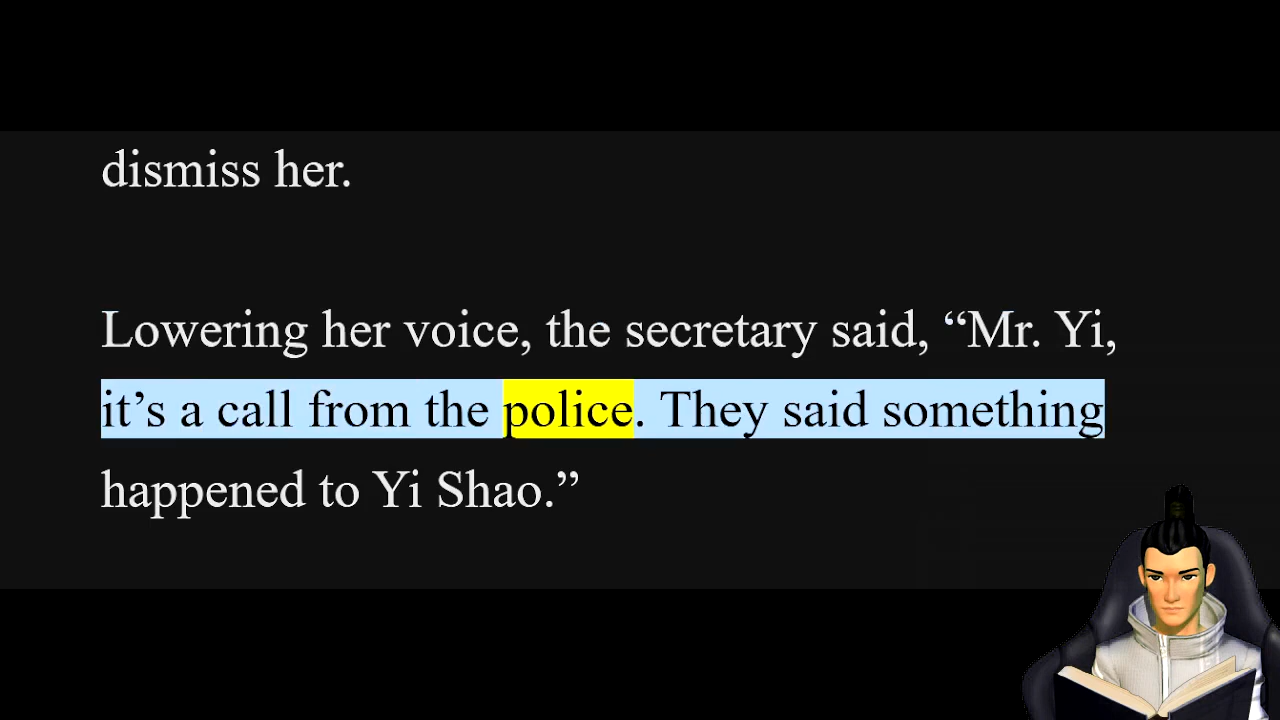 dismiss her.
Lowering her voice, the secretary said, “Mr. Yi,
it’s a call from the police. They said something
happened to Yi Shao.”